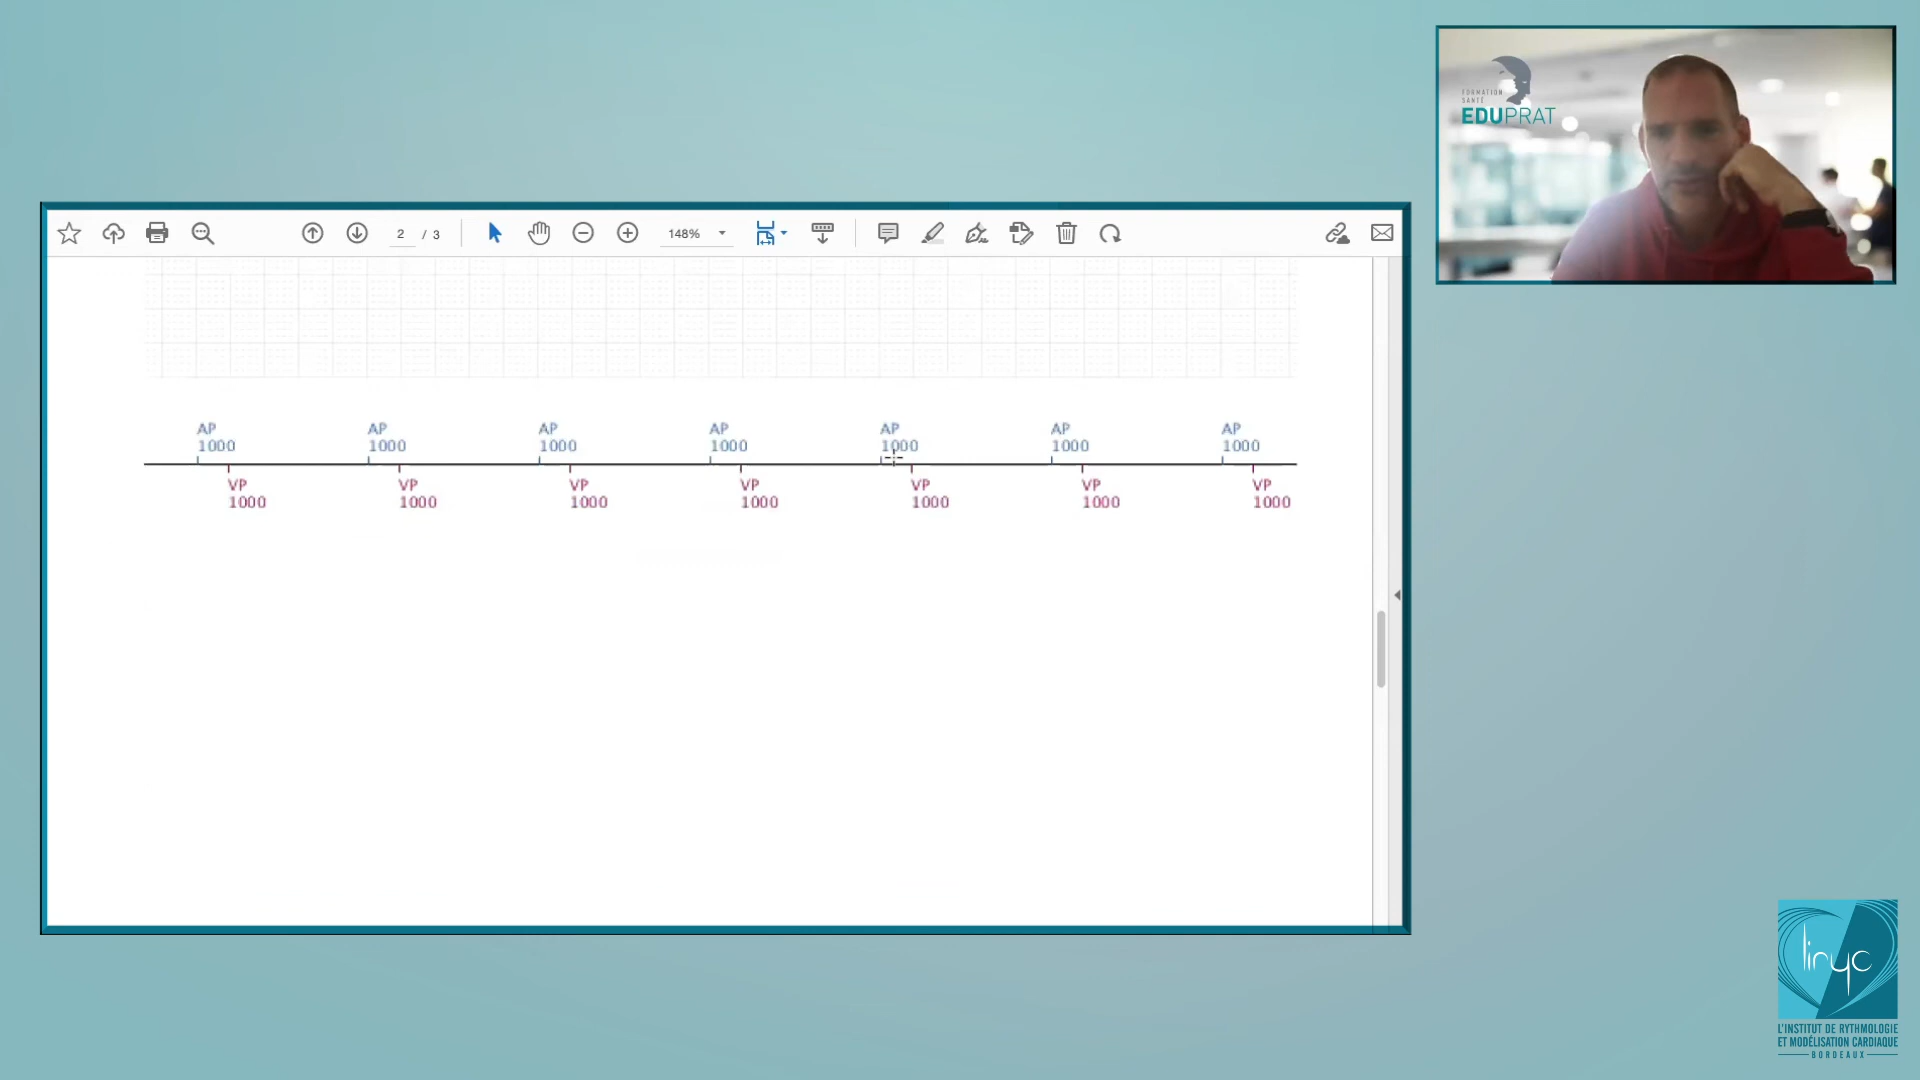 FORMATION
SANTÉ
EDUPRAT
2 / 3
148%
AP AP AP AP AP AP AP
1000 1000 1000 1000 1000 1000 1000
VP VP VP VP VP VP VP
1000 1000 1000 1000 1000 1000 1000
liryc
L'INSTITUT DE RYTHMOLOGIE
ET MODÉLISATION CARDIAQUE
BORDEAUX